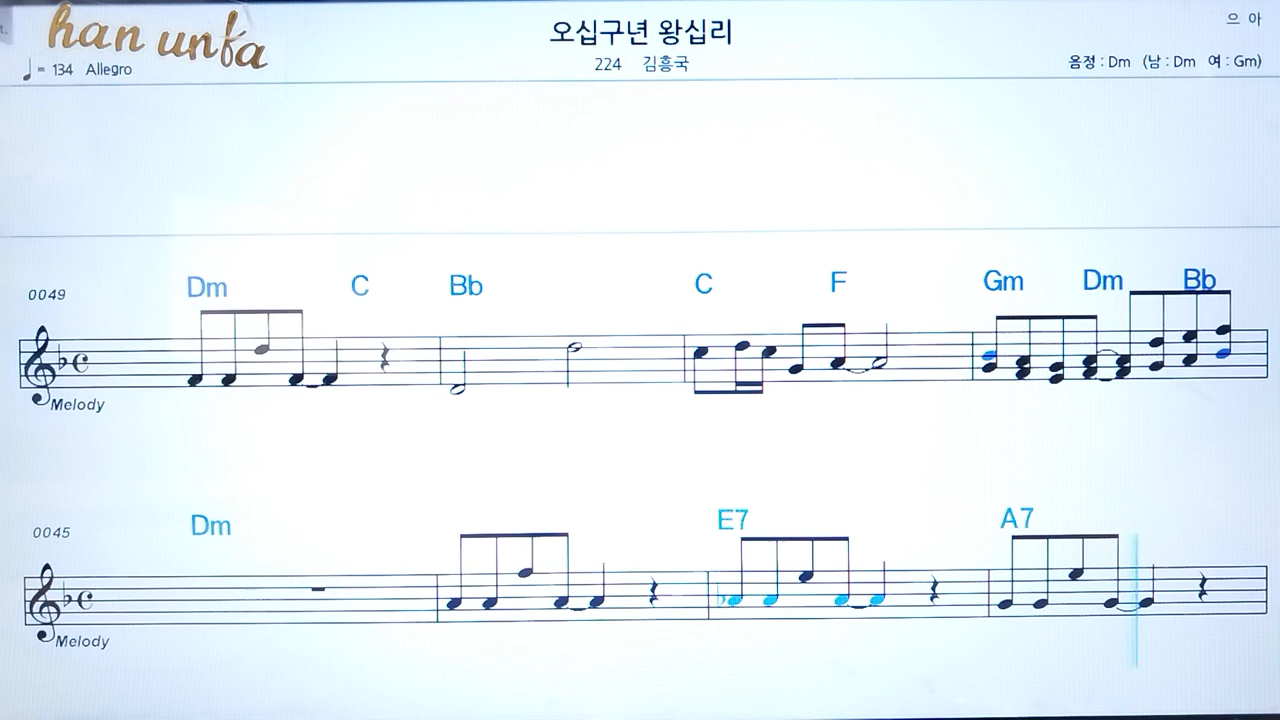 han unfa
오십구년 왕십리
으 아
♩= 134 Allegro
224 김흥국
음정 : Dm (남 : Dm 여 : Gm)
Dm C Bb C F Gm Dm Bb
0049
Melody
Dm E7 A7
0045
Melody